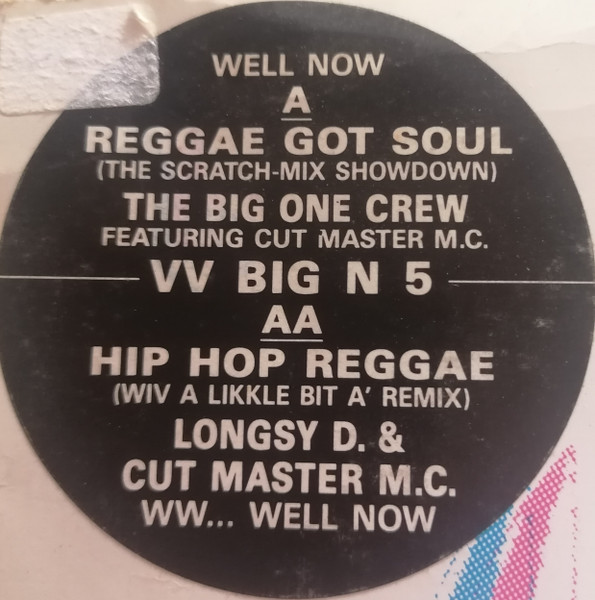 WELL NOW
A
REGGAE GOT SOUL
(THE SCRATCH-MIX SHOWDOWN)
THE BIG ONE CREW
FEATURING CUT MASTER M.C.
VV BIG N 5
AA
HIP HOP REGGAE
(WIV A LIKKLE BIT A' REMIX)
LONGSY D. &
CUT MASTER M.C.
WW... WELL NOW